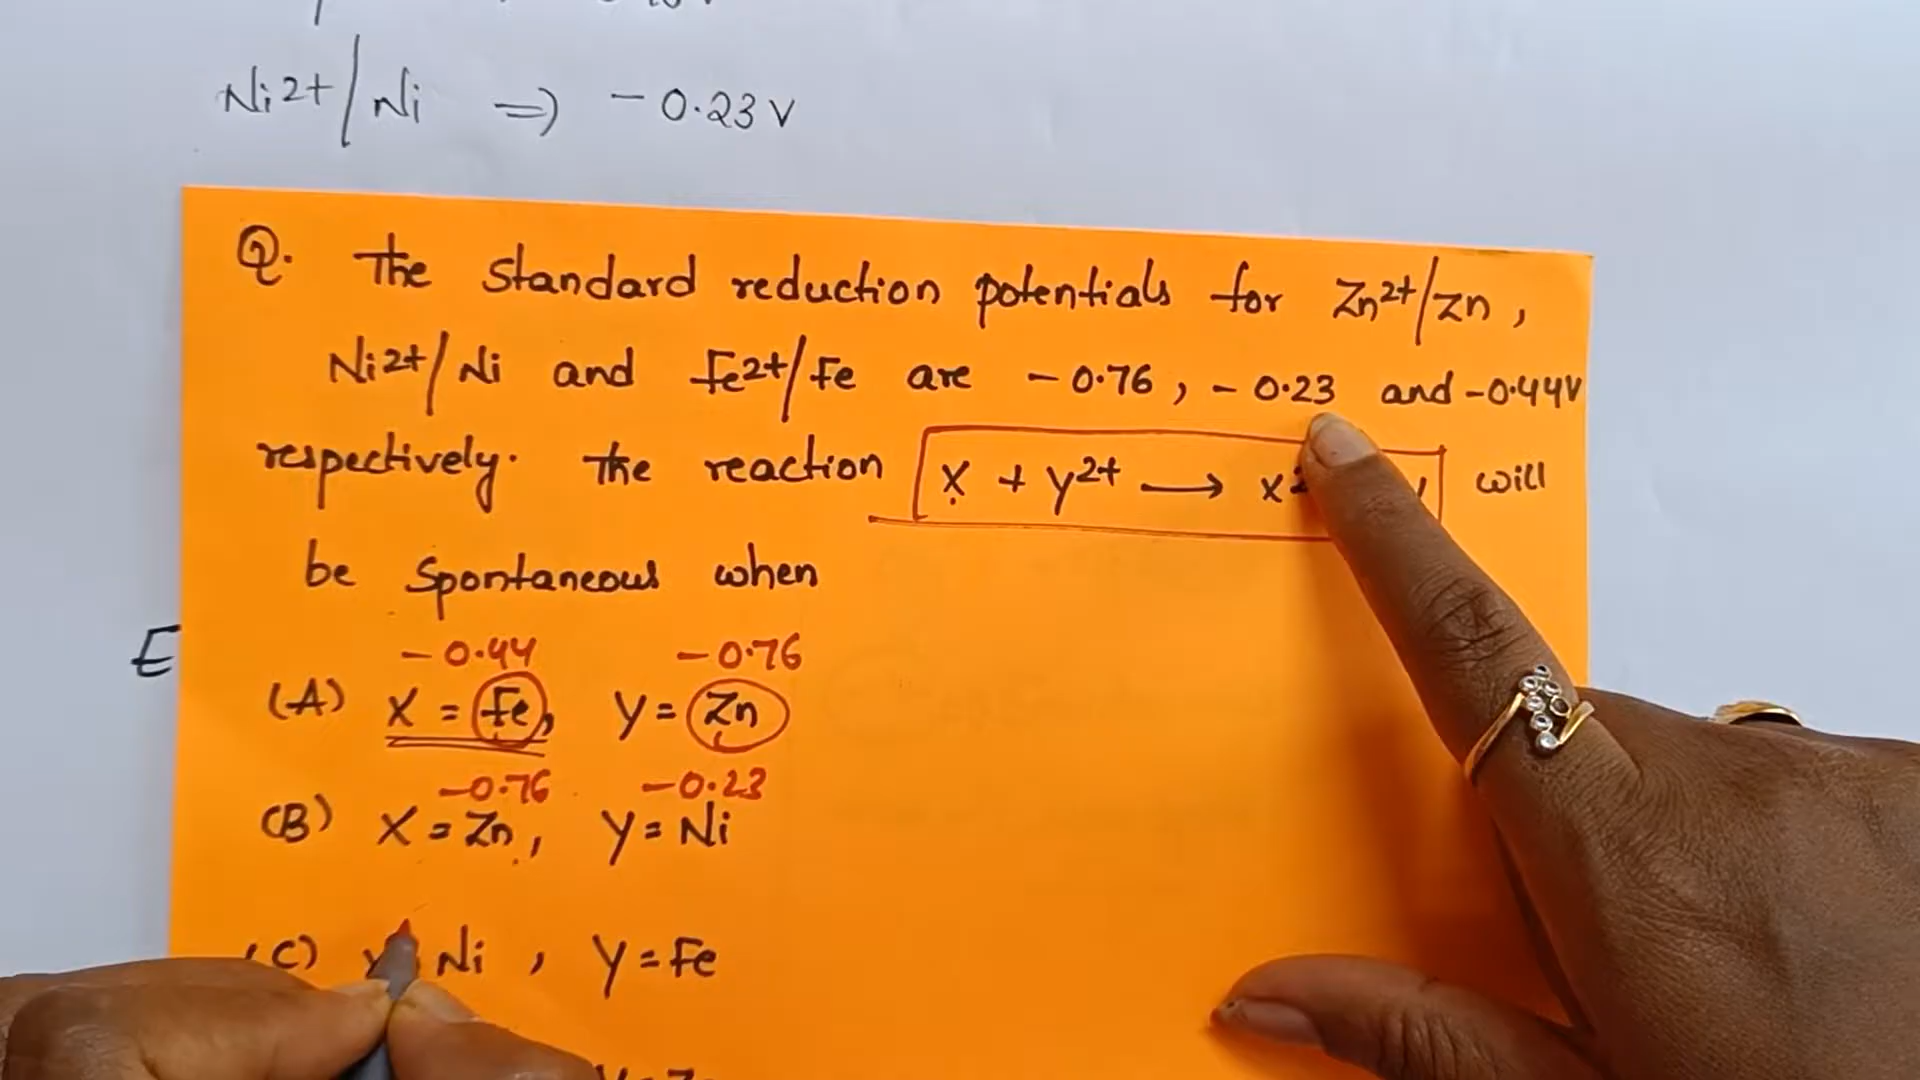 Ni2+/Ni => -0.23 V
Q. The standard reduction potentials for Zn2+/Zn,
Ni2+/Ni and Fe2+/Fe are -0.76, -0.23 and -0.44V
respectively. The reaction X + Y2+ → X2 will
be spontaneous when
-0.44 -0.76
E
(A) X = Fe, Y = Zn
-0.76 -0.23
(B) X = Zn, Y = Ni
(C) Ni, Y = Fe